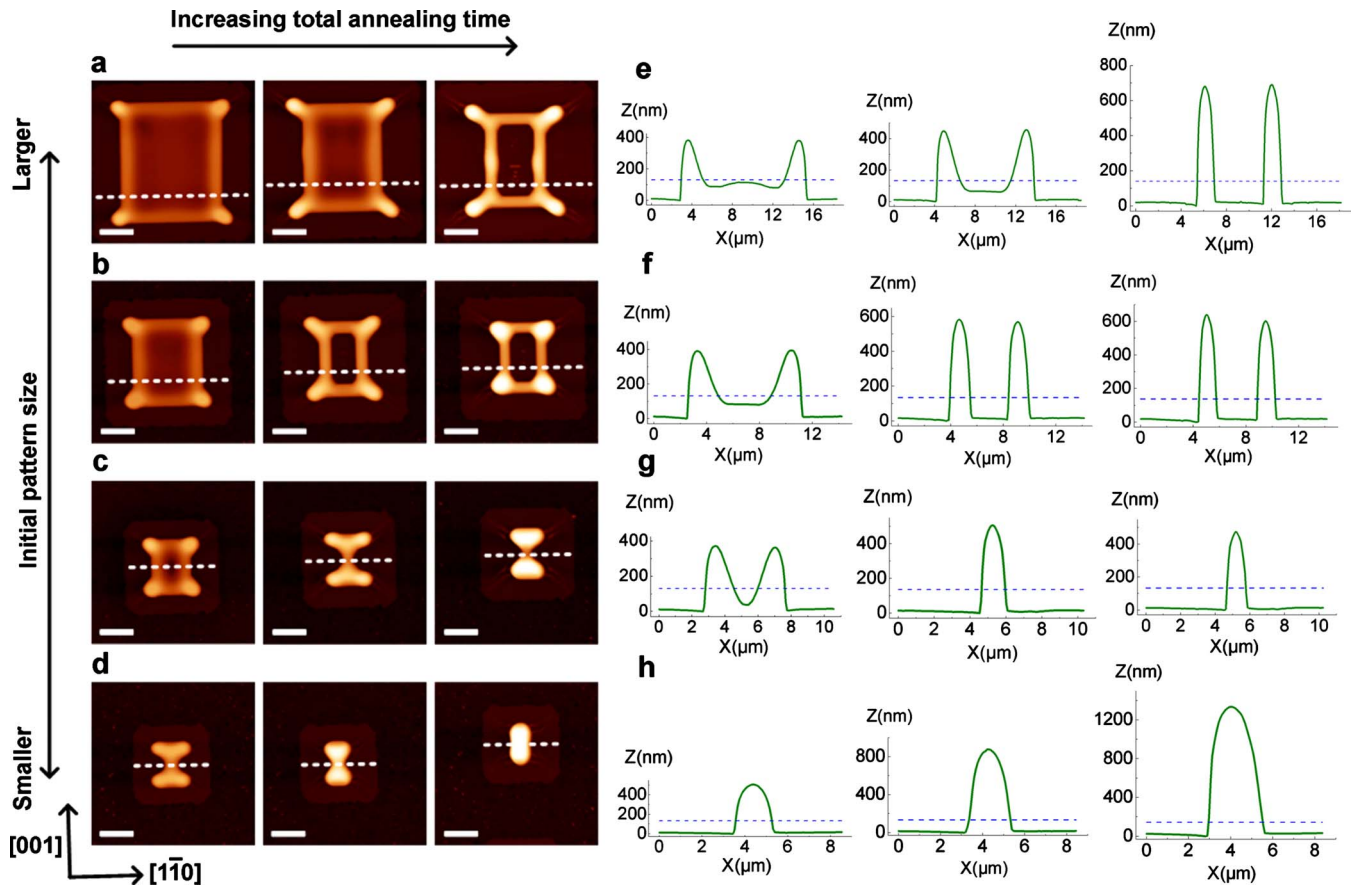 Increasing total annealing time
a
Larger
Initial pattern size
Smaller
b
c
d
[001]
[11̅0]
e
Z(nm)
400
200
0
0 4 8 12 16
X(µm)
Z(nm)
400
200
0
0 4 8 12 16
X(µm)
Z(nm)
800
600
400
200
0
0 4 8 12 16
X(µm)
f
Z(nm)
400
200
0
0 4 8 12
X(µm)
Z(nm)
600
400
200
0
0 4 8 12
X(µm)
Z(nm)
600
400
200
0
0 4 8 12
X(µm)
g
Z(nm)
400
200
0
0 2 4 6 8 10
X(µm)
Z(nm)
400
200
0
0 2 4 6 8 10
X(µm)
Z(nm)
400
200
0
0 2 4 6 8 10
X(µm)
h
Z(nm)
400
200
0
0 2 4 6 8
X(µm)
Z(nm)
800
400
0
0 2 4 6 8
X(µm)
Z(nm)
1200
800
400
0
0 2 4 6 8
X(µm)